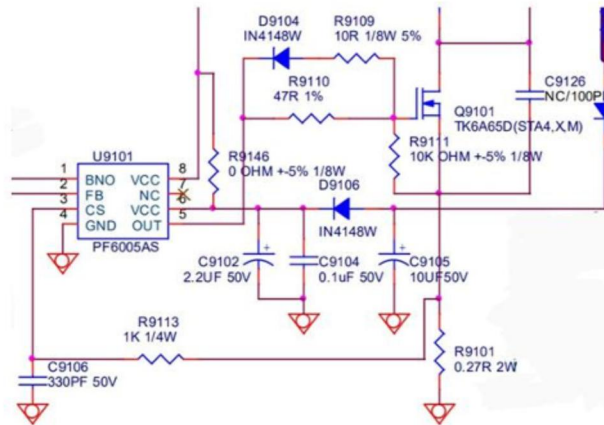 D9104
R9109
IN4148W
10R 1/8W 5%
R9110
47R 1%
C9126
NC/100P
Q9101
TK6A65D(STA4,X,M)
R9111
10K OHM +-5% 1/8W
R9146
0 OHM +-5% 1/8W
U9101
1
BNO
VCC
8
2
FB
NC
7
3
CS
VCC
6
4
GND
OUT
5
PF6005AS
D9106
IN4148W
C9102
2.2UF 50V
C9104
0.1uF 50V
C9105
10UF50V
R9113
1K 1/4W
C9106
330PF 50V
R9101
0.27R 2W